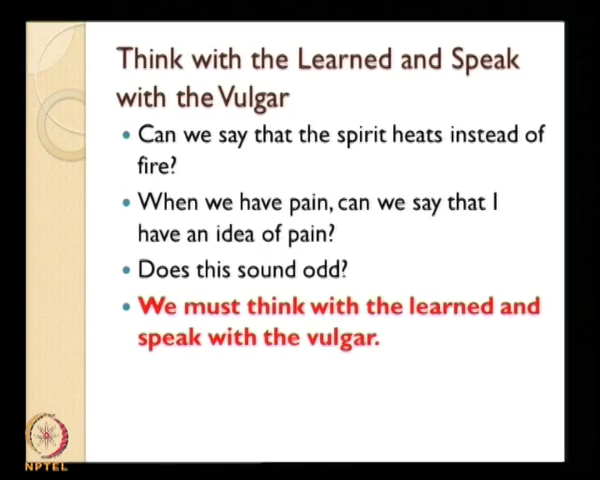 Think with the Learned and Speak
with the Vulgar
• Can we say that the spirit heats instead of
fire?
• When we have pain, can we say that I
have an idea of pain?
• Does this sound odd?
• We must think with the learned and
speak with the vulgar.
NPTEL